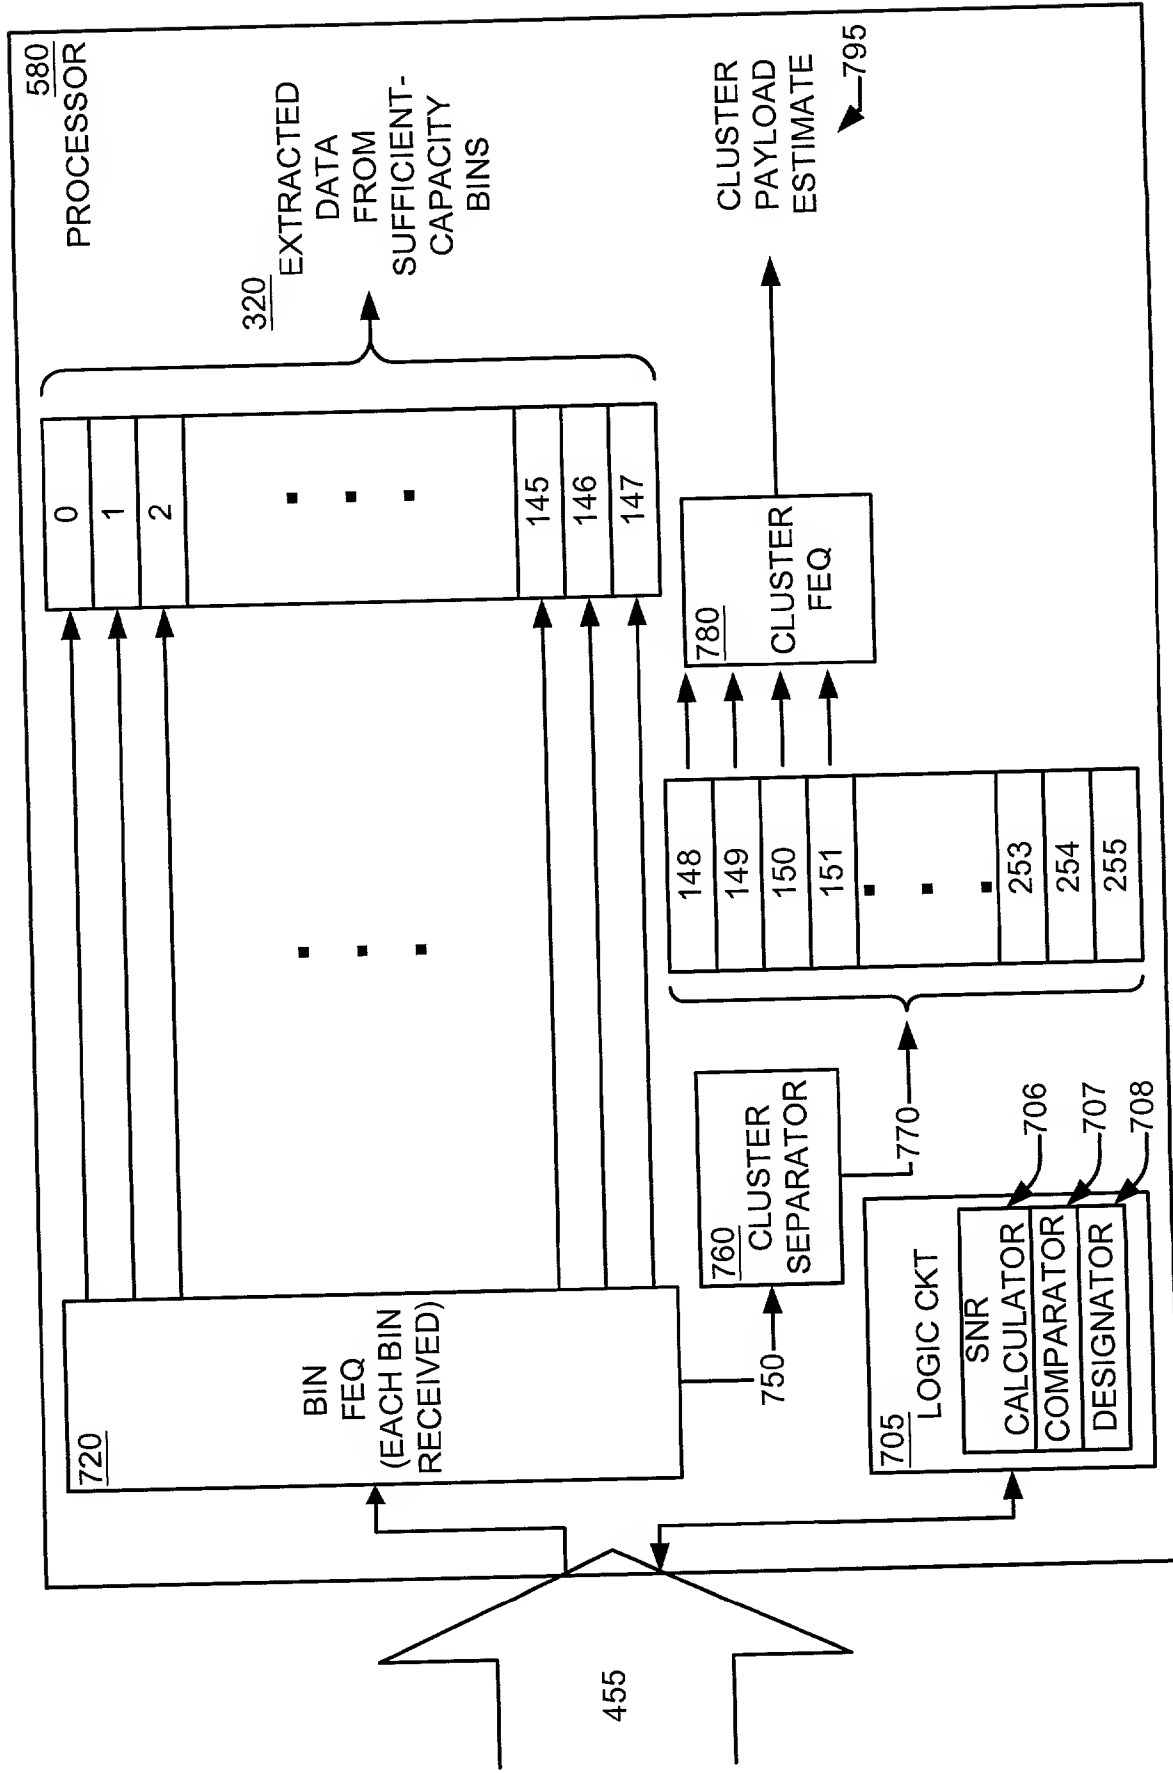 580
PROCESSOR
320
EXTRACTED
DATA
FROM
SUFFICIENT-
CAPACITY
BINS
0
1
2
145
146
147
720
BIN
FEQ
(EACH BIN
RECEIVED)
455
750
760
CLUSTER
SEPARATOR
770
148
149
150
151
253
254
255
780
CLUSTER
FEQ
CLUSTER
PAYLOAD
ESTIMATE
795
705
LOGIC CKT
SNR
CALCULATOR
COMPARATOR
DESIGNATOR
706
707
708